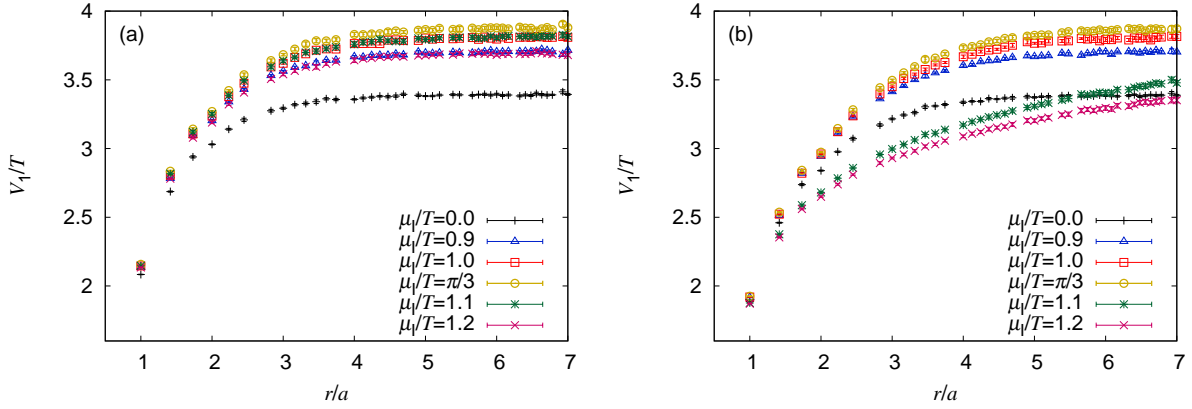 (a)
V1/T
4
3.5
3
2.5
2
μI/T=0.0
μI/T=0.9
μI/T=1.0
μI/T=π/3
μI/T=1.1
μI/T=1.2
1 2 3 4 5 6 7
r/a
(b)
V1/T
4
3.5
3
2.5
2
μI/T=0.0
μI/T=0.9
μI/T=1.0
μI/T=π/3
μI/T=1.1
μI/T=1.2
1 2 3 4 5 6 7
r/a